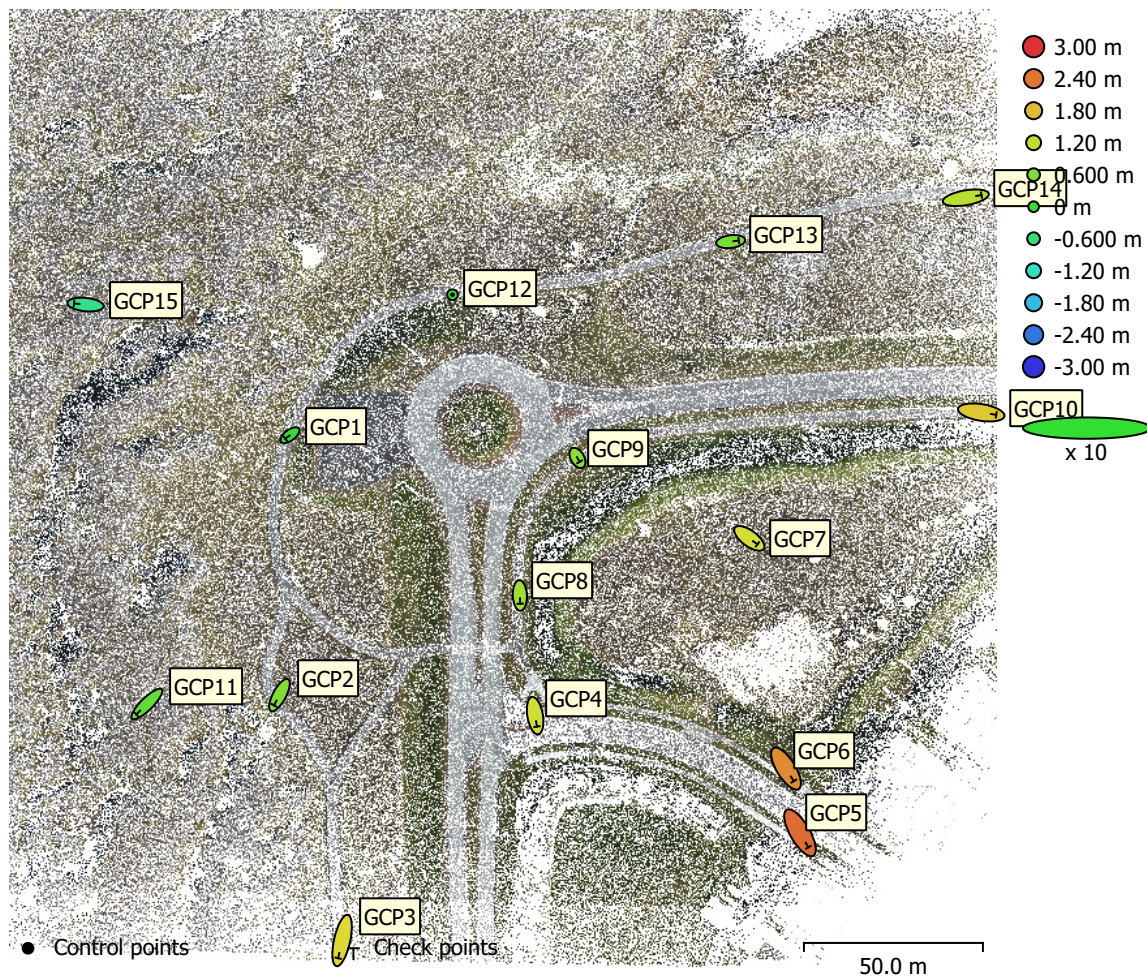 3.00 m
2.40 m
1.80 m
1.20 m
0.600 m
0 m
-0.600 m
-1.20 m
-1.80 m
-2.40 m
-3.00 m
GCP14
GCP13
GCP12
GCP15
GCP10
x 10
GCP1
GCP9
GCP7
GCP8
GCP11
GCP2
GCP4
GCP6
GCP5
GCP3
Control points
Check points
50.0 m